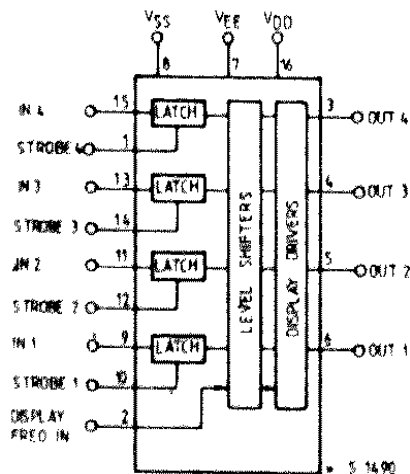 VSS VEE VDD
8 7 16
IN 4 15 LATCH 3 OUT 4
STROBE 4 1
IN 3 13 LATCH 4 OUT 3
STROBE 3 14
IN 2 11 LATCH 5 OUT 2
STROBE 2 12
IN 1 9 LATCH 6 OUT 1
STROBE 1 10
DISPLAY 2
FREQ IN
LEVEL SHIFTERS
DISPLAY DRIVERS
S 1490